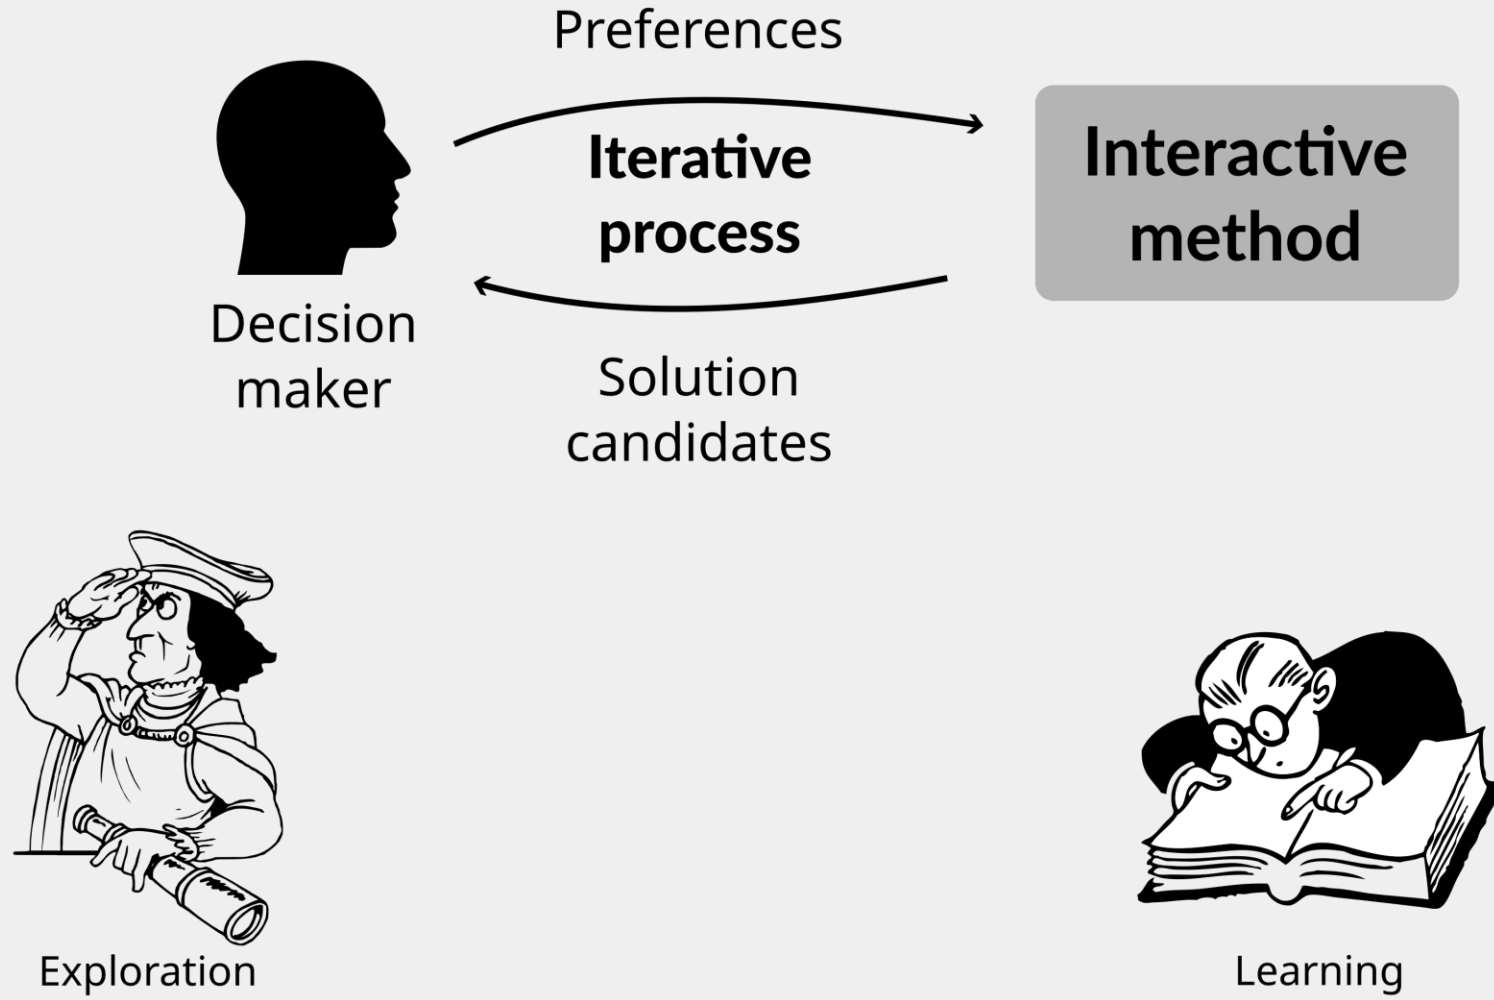 Preferences
Iterative
process
Interactive
method
Decision
maker
Solution
candidates
Exploration
Learning